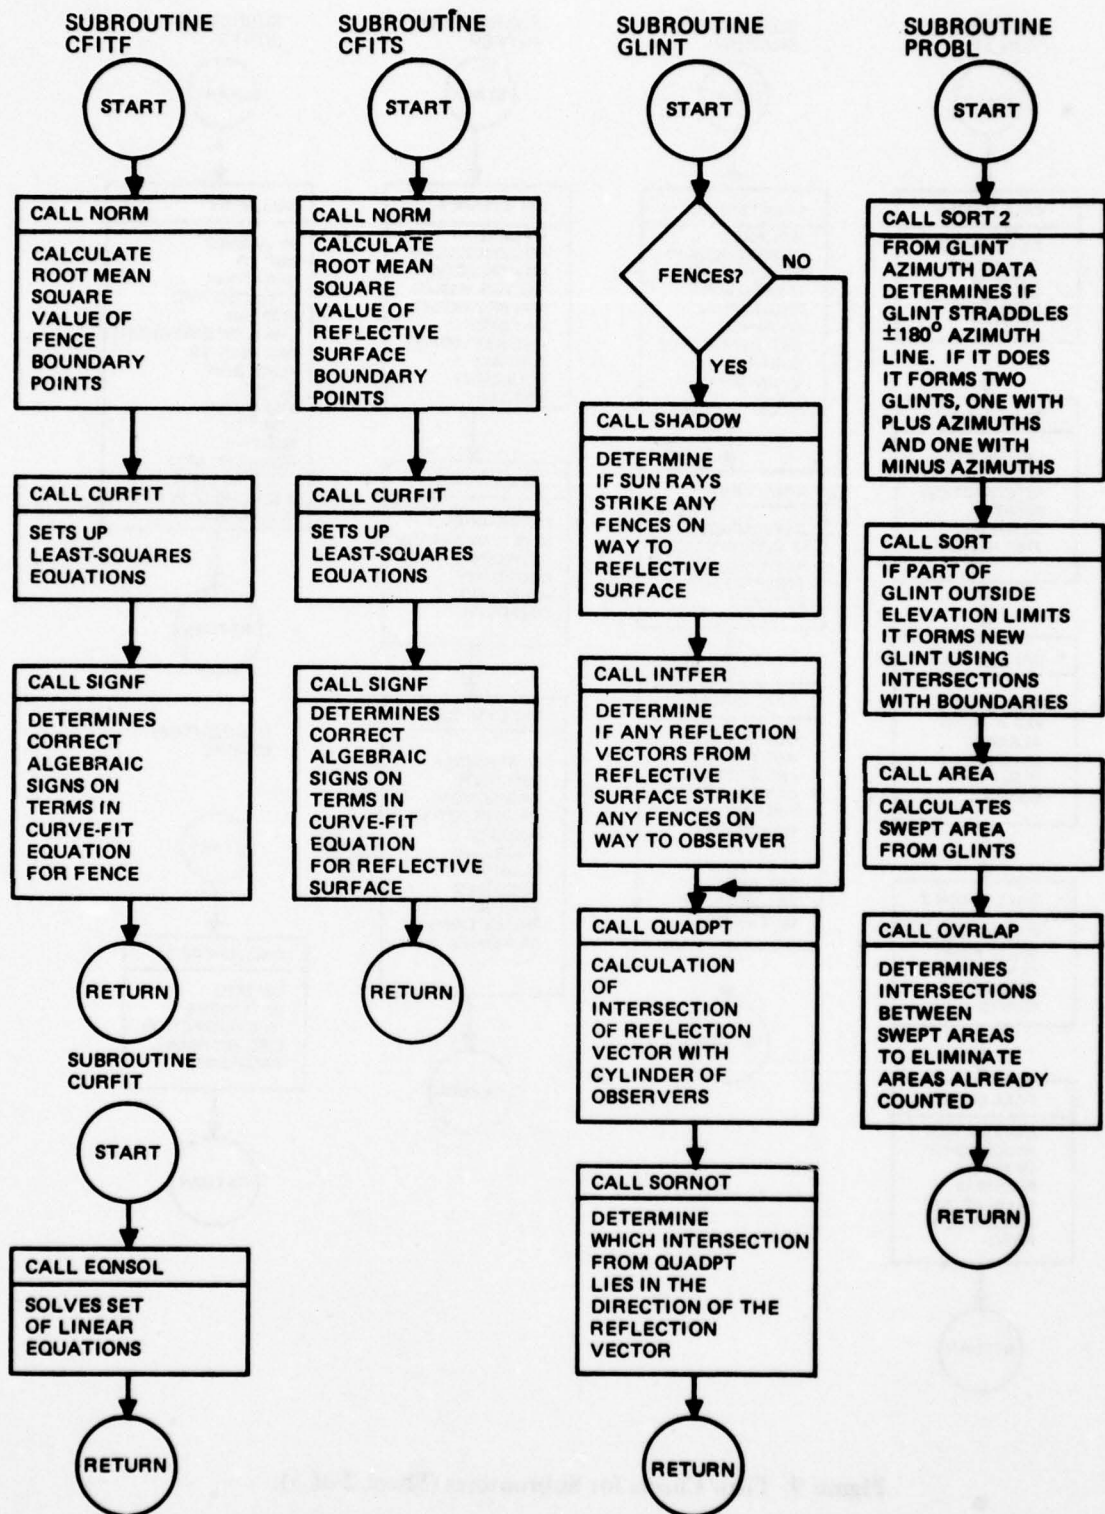 SUBROUTINE
CFITF
START
CALL NORM
CALCULATE
ROOT MEAN
SQUARE
VALUE OF
FENCE
BOUNDARY
POINTS
CALL CURFIT
SETS UP
LEAST-SQUARES
EQUATIONS
CALL SIGNF
DETERMINES
CORRECT
ALGEBRAIC
SIGNS ON
TERMS IN
CURVE-FIT
EQUATION
FOR FENCE
RETURN
SUBROUTINE
CURFIT
START
CALL EQNSOL
SOLVES SET
OF LINEAR
EQUATIONS
RETURN
SUBROUTINE
CFITS
START
CALL NORM
CALCULATE
ROOT MEAN
SQUARE
VALUE OF
REFLECTIVE
SURFACE
BOUNDARY
POINTS
CALL CURFIT
SETS UP
LEAST-SQUARES
EQUATIONS
CALL SIGNF
DETERMINES
CORRECT
ALGEBRAIC
SIGNS ON
TERMS IN
CURVE-FIT
EQUATION
FOR REFLECTIVE
SURFACE
RETURN
SUBROUTINE
GLINT
START
FENCES?
NO
YES
CALL SHADOW
DETERMINE
IF SUN RAYS
STRIKE ANY
FENCES ON
WAY TO
REFLECTIVE
SURFACE
CALL INTFER
DETERMINE
IF ANY REFLECTION
VECTORS FROM
REFLECTIVE
SURFACE STRIKE
ANY FENCES ON
WAY TO OBSERVER
CALL QUADPT
CALCULATION
OF
INTERSECTION
OF REFLECTION
VECTOR WITH
CYLINDER OF
OBSERVERS
CALL SORNOT
DETERMINE
WHICH INTERSECTION
FROM QUADPT
LIES IN THE
DIRECTION OF THE
REFLECTION
VECTOR
RETURN
SUBROUTINE
PROBL
START
CALL SORT 2
FROM GLINT
AZIMUTH DATA
DETERMINES IF
GLINT STRADDLES
±180° AZIMUTH
LINE. IF IT DOES
IT FORMS TWO
GLINTS, ONE WITH
PLUS AZIMUTHS
AND ONE WITH
MINUS AZIMUTHS
CALL SORT
IF PART OF
GLINT OUTSIDE
ELEVATION LIMITS
IT FORMS NEW
GLINT USING
INTERSECTIONS
WITH BOUNDARIES
CALL AREA
CALCULATES
SWEPT AREA
FROM GLINTS
CALL OVRLAP
DETERMINES
INTERSECTIONS
BETWEEN
SWEPT AREAS
TO ELIMINATE
AREAS ALREADY
COUNTED
RETURN